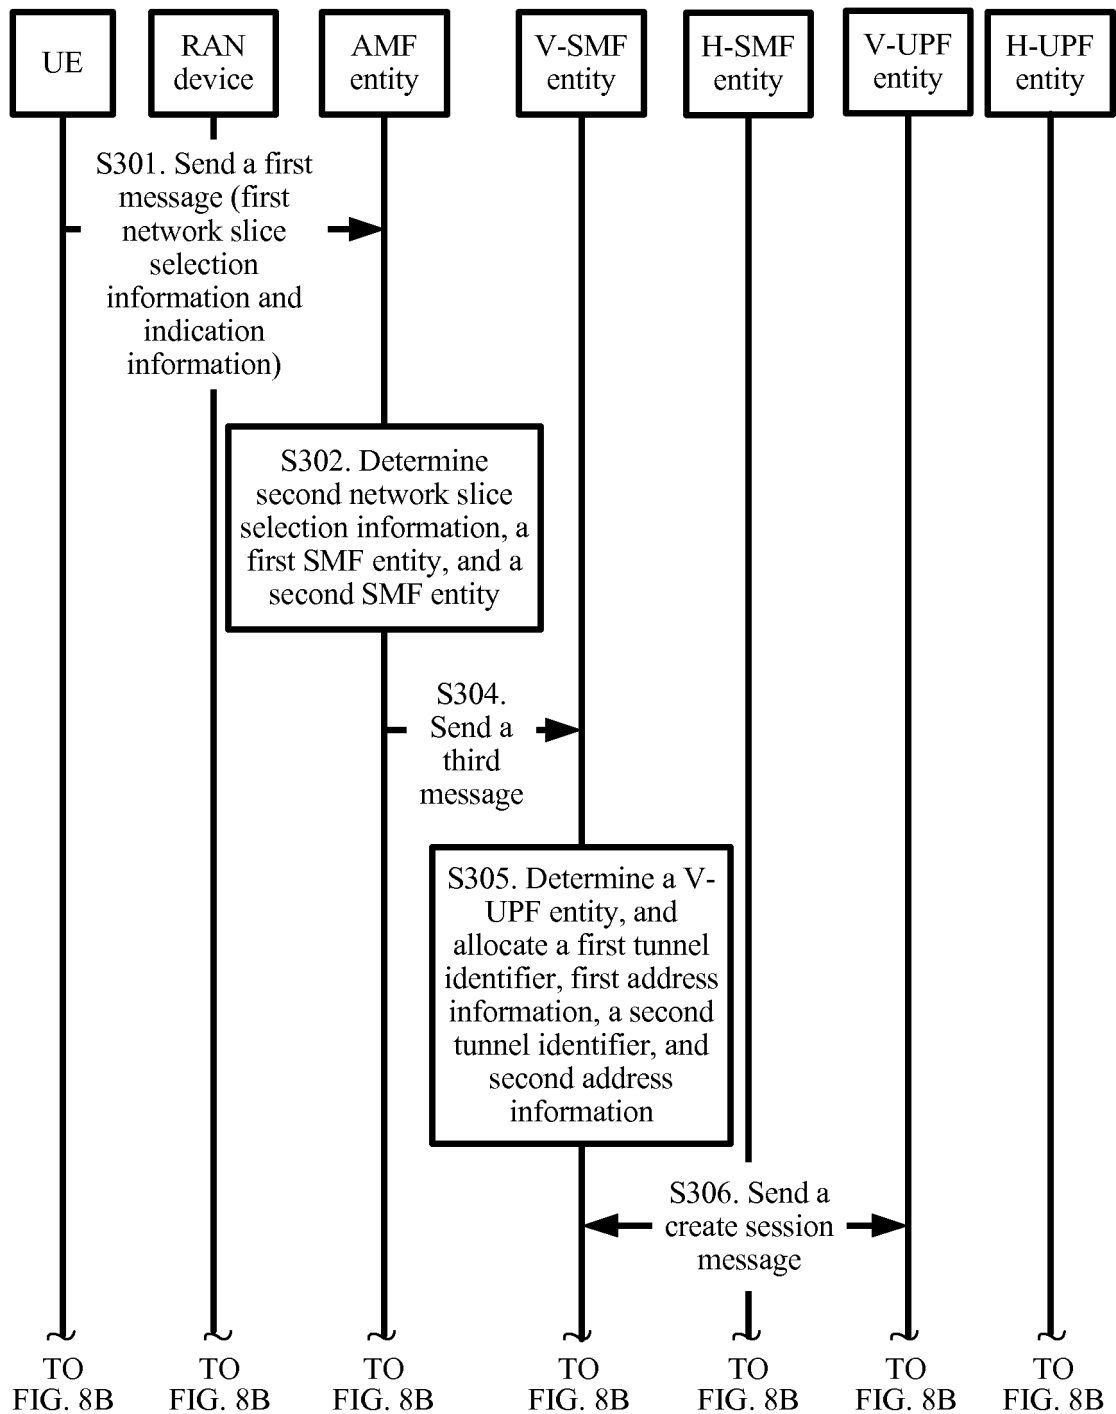 UE
RAN
device
AMF
entity
V-SMF
entity
H-SMF
entity
V-UPF
entity
H-UPF
entity
S301. Send a first
message (first
network slice
selection
information and
indication
information)
S302. Determine
second network slice
selection information, a
first SMF entity, and a
second SMF entity
S304.
Send a
third
message
S305. Determine a V-
UPF entity, and
allocate a first tunnel
identifier, first address
information, a second
tunnel identifier, and
second address
information
S306. Send a
create session
message
TO
FIG. 8B
TO
FIG. 8B
TO
FIG. 8B
TO
FIG. 8B
TO
FIG. 8B
TO
FIG. 8B
TO
FIG. 8B